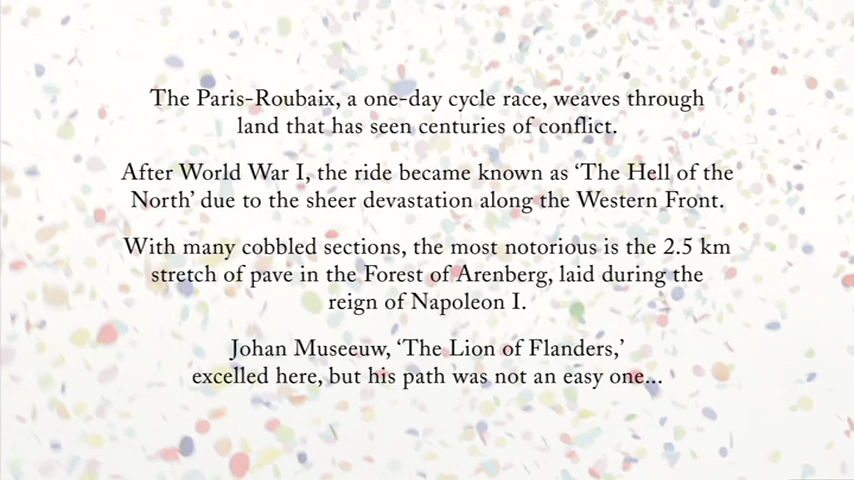 The Paris-Roubaix, a one-day cycle race, weaves through
land that has seen centuries of conflict.
After World War I, the ride became known as ‘The Hell of the
North’ due to the sheer devastation along the Western Front.
With many cobbled sections, the most notorious is the 2.5 km
stretch of pave in the Forest of Arenberg, laid during the
reign of Napoleon I.
Johan Museeuw, ‘The Lion of Flanders,’
excelled here, but his path was not an easy one...